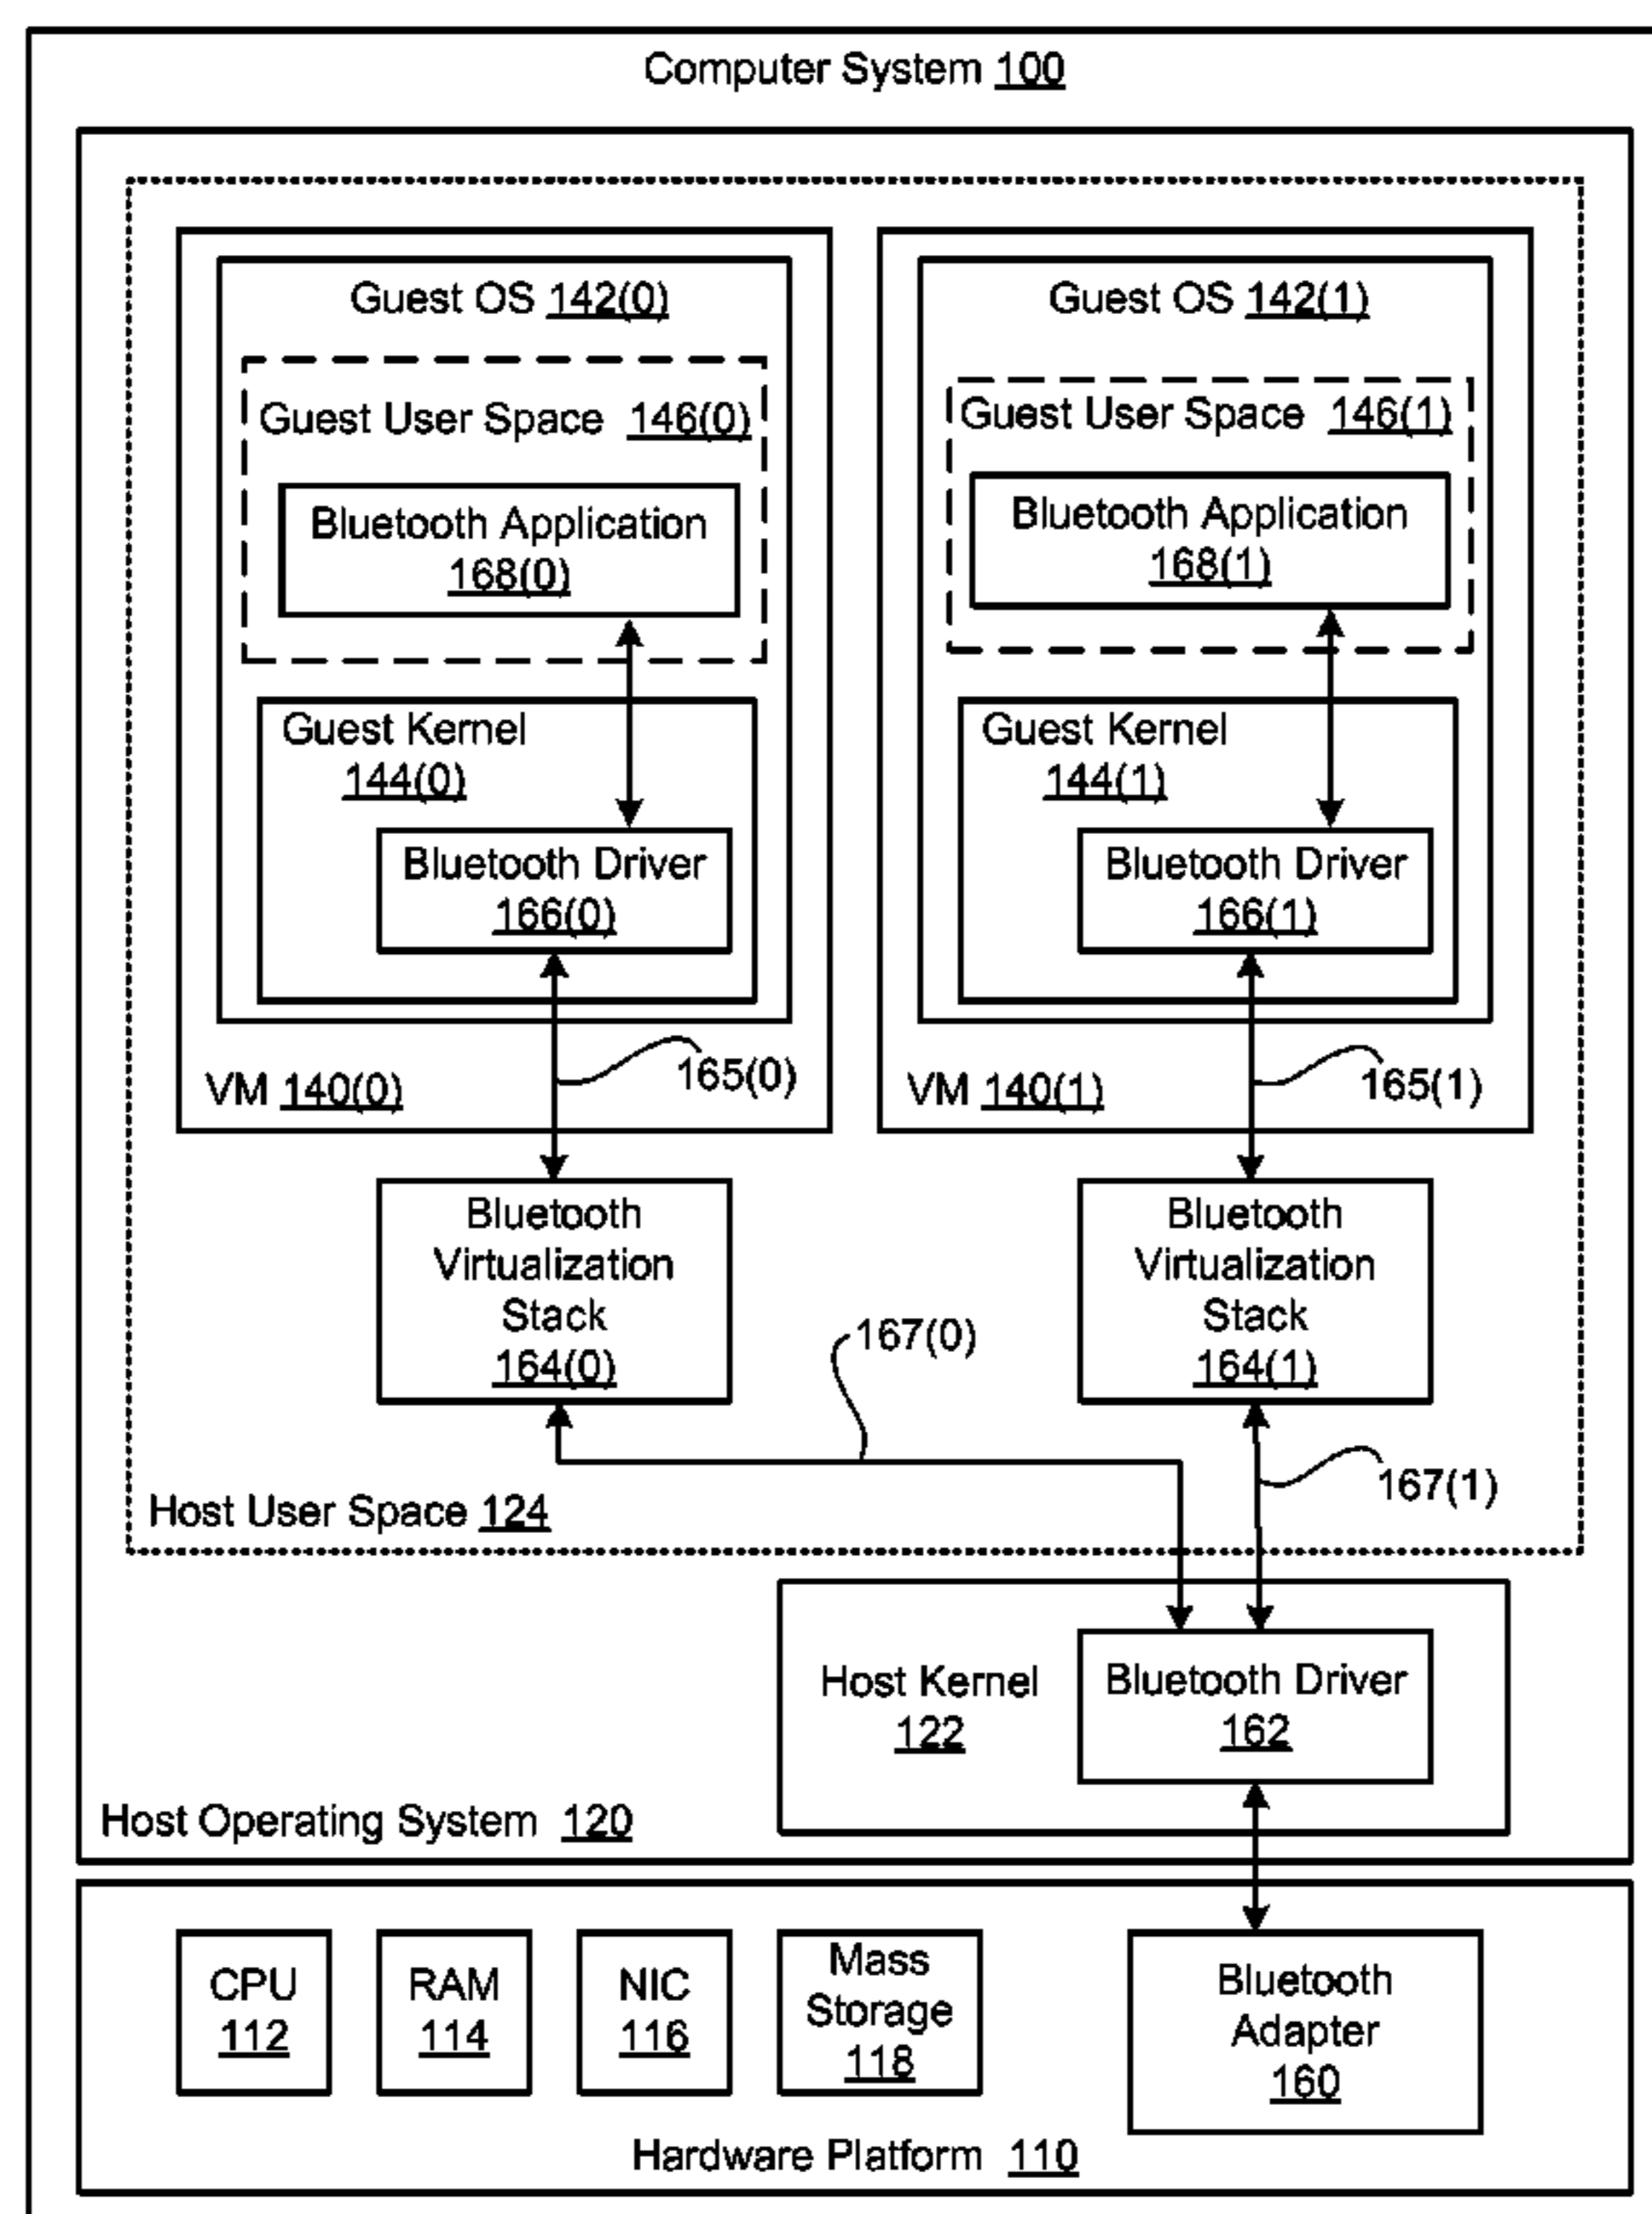 Computer System 100
Guest OS 142(0)
Guest User Space 146(0)
Bluetooth Application
168(0)
Guest Kernel
144(0)
Bluetooth Driver
166(0)
165(0)
VM 140(0)
Guest OS 142(1)
Guest User Space 146(1)
Bluetooth Application
168(1)
Guest Kernel
144(1)
Bluetooth Driver
166(1)
165(1)
VM 140(1)
Bluetooth
Virtualization
Stack
164(0)
Bluetooth
Virtualization
Stack
164(1)
167(0)
167(1)
Host User Space 124
Host Kernel
122
Bluetooth Driver
162
Host Operating System 120
CPU
112
RAM
114
NIC
116
Mass
Storage
118
Bluetooth
Adapter
160
Hardware Platform 110